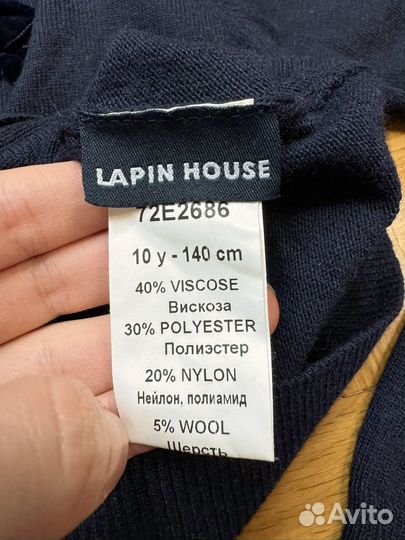 LAPIN HOUSE
72E2686
10 y - 140 cm
40% VISCOSE
Вискоза
30% POLYESTER
Полиэстер
20% NYLON
Нейлон, полиамид
5% WOOL
Шерсть
Avito